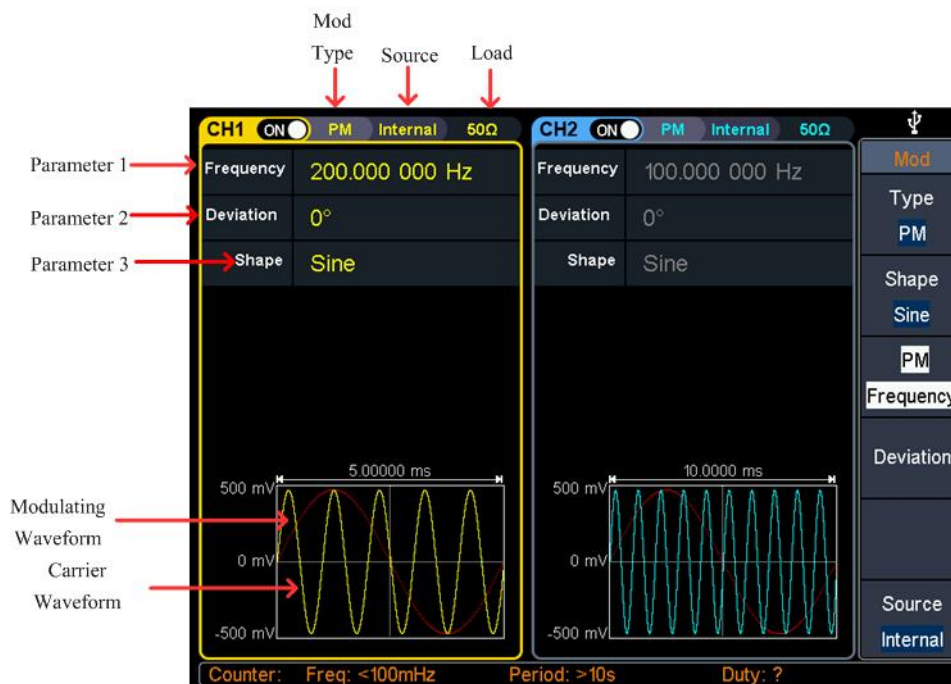 Mod
Type
Source
Load
CH1 ON PM Internal 50Ω
CH2 ON PM Internal 50Ω
Parameter 1
Frequency 200.000 000 Hz
Frequency 100.000 000 Hz
Mod
Parameter 2
Deviation 0°
Deviation 0°
Type
PM
Parameter 3
Shape Sine
Shape Sine
Shape
Sine
PM
Frequency
Deviation
5.00000 ms
10.0000 ms
500 mV
500 mV
Modulating
Waveform
0 mV
0 mV
Carrier
Waveform
-500 mV
-500 mV
Source
Internal
Counter: Freq: <100mHz Period: >10s Duty: ?